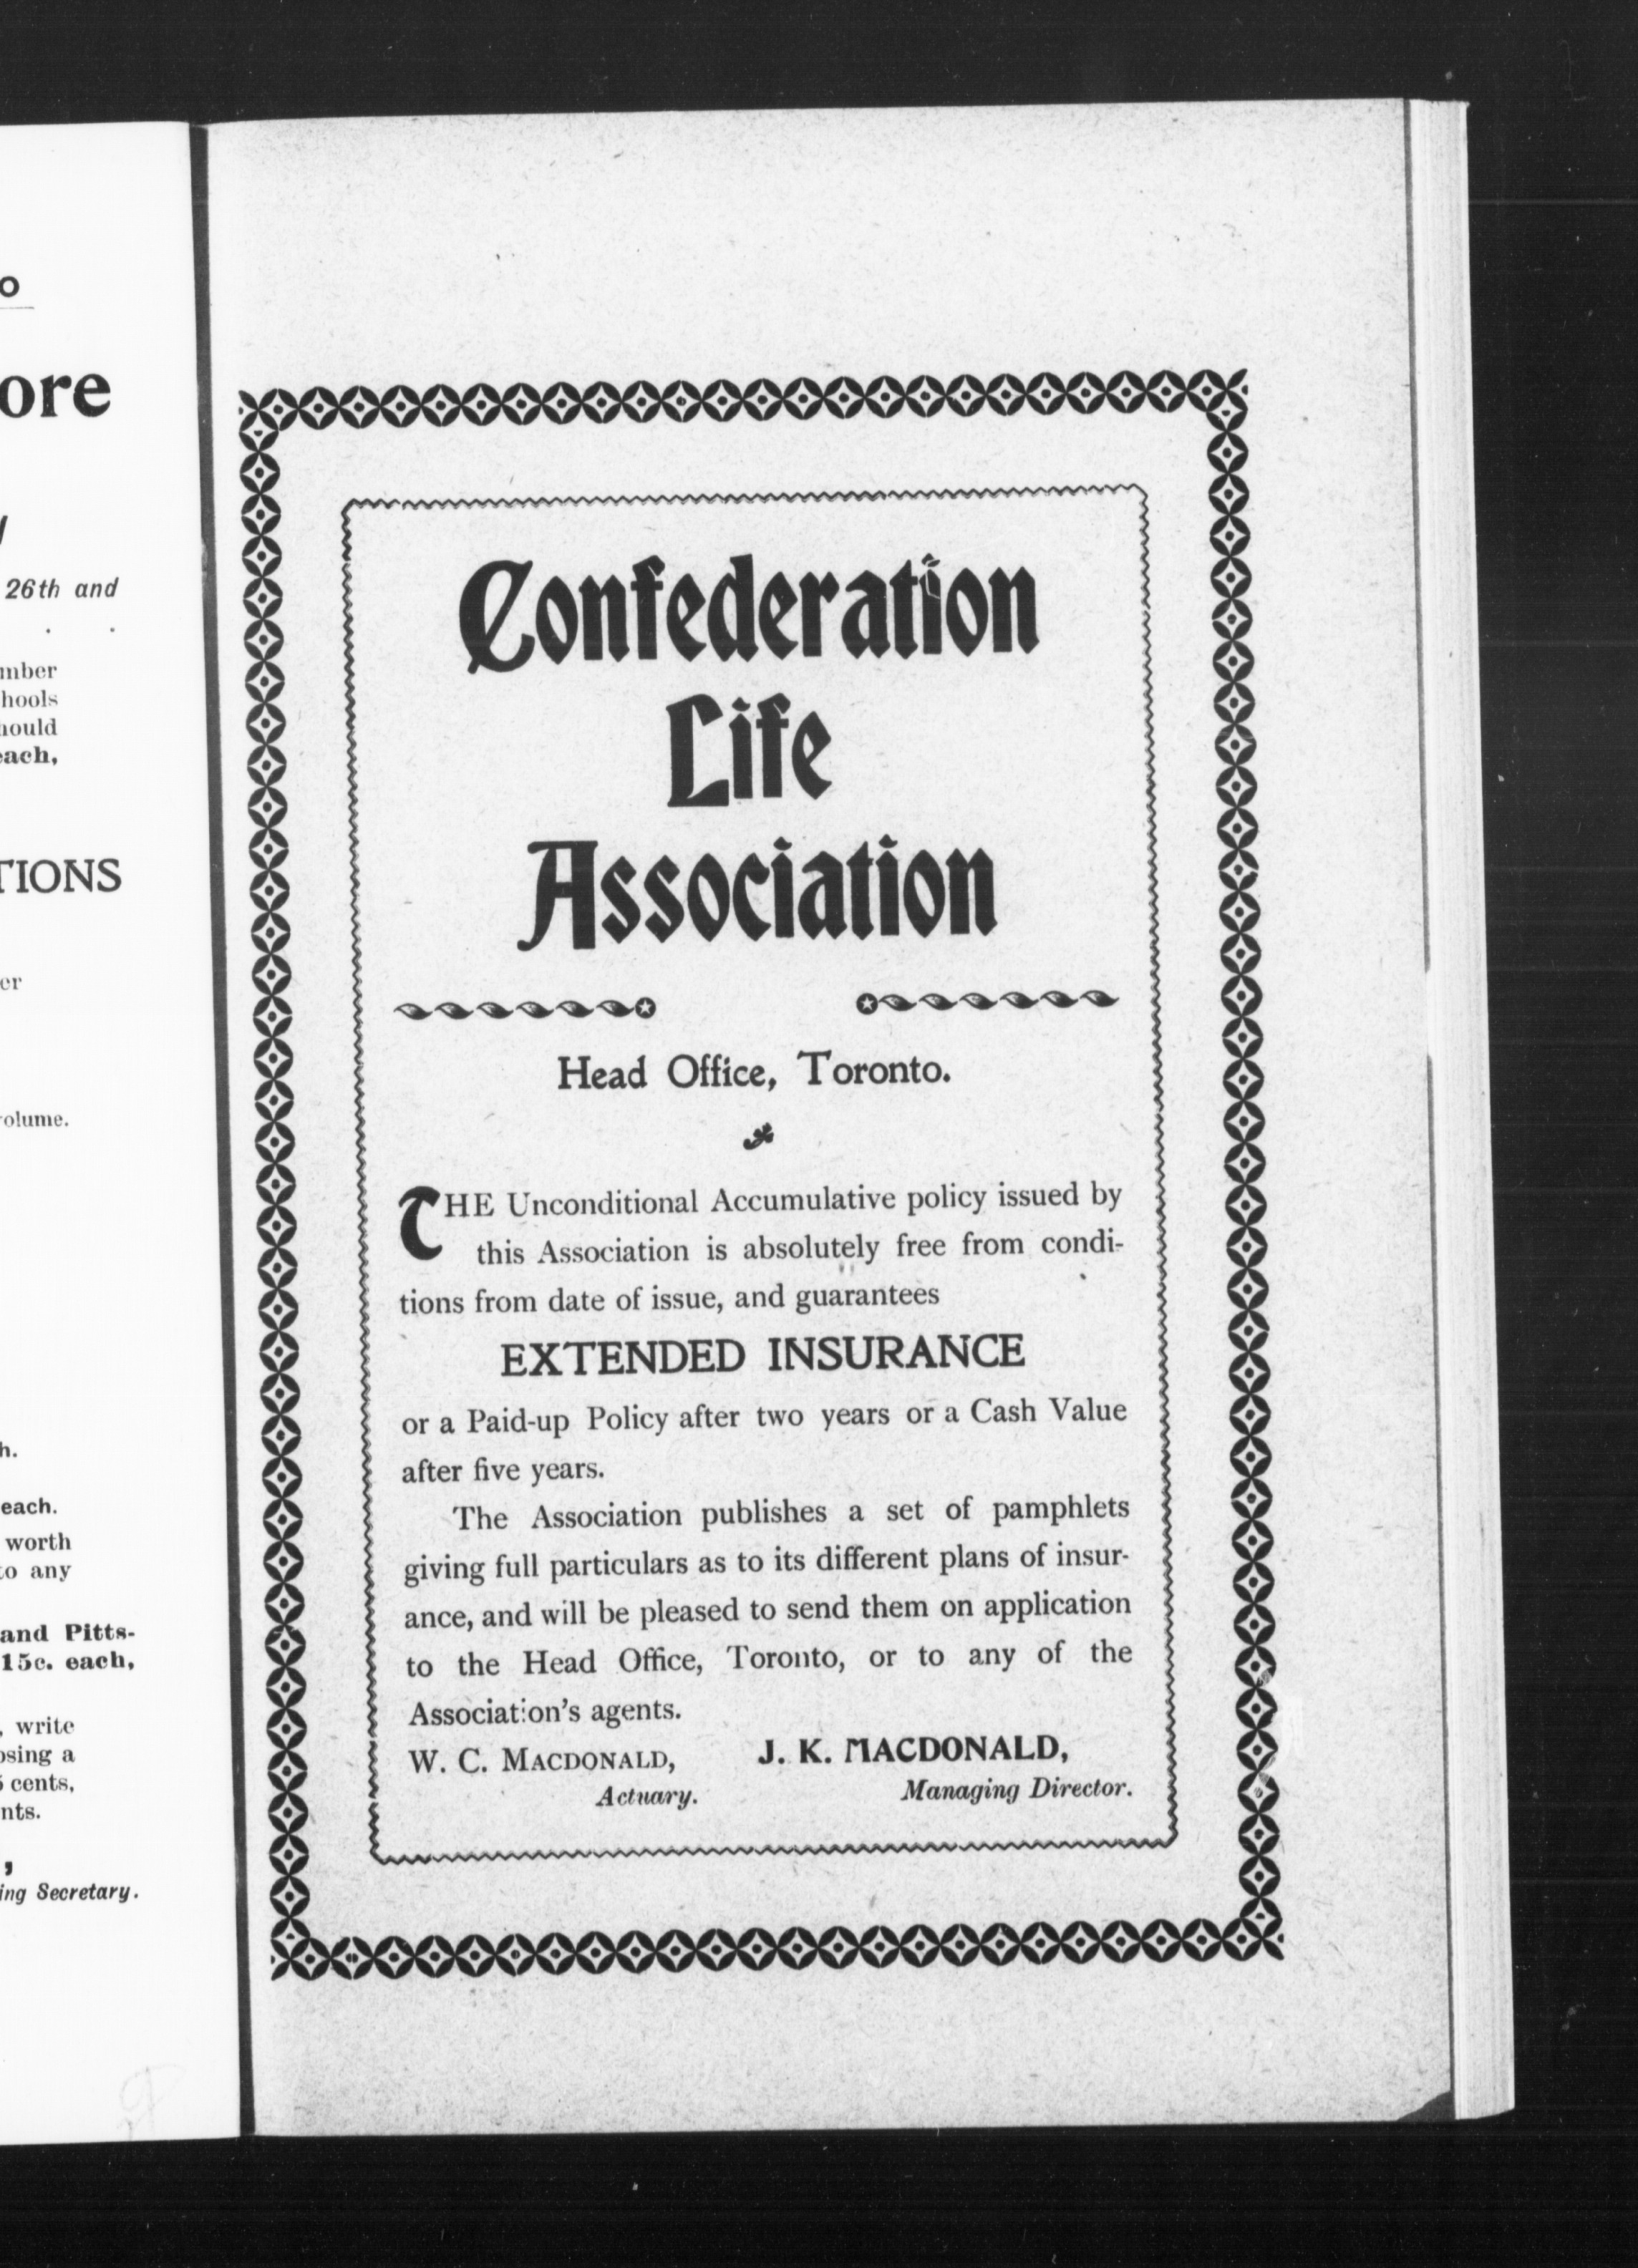 o
ore
26th and
hools
hould
each,
TIONS
er
volume.
h.
each.
worth
to any
and Pitts-
15c. each,
, write
osing a
5 cents,
nts.
,
ing Secretary.
Confederation
Life
Association
Head Office, Toronto.
THE Unconditional Accumulative policy issued by
this Association is absolutely free from condi-
tions from date of issue, and guarantees
EXTENDED INSURANCE
or a Paid-up Policy after two years or a Cash Value
after five years.
The Association publishes a set of pamphlets
giving full particulars as to its different plans of insur-
ance, and will be pleased to send them on application
to the Head Office, Toronto, or to any of the
Association's agents.
W. C. MACDONALD, J. K. MACDONALD,
Actuary. Managing Director.